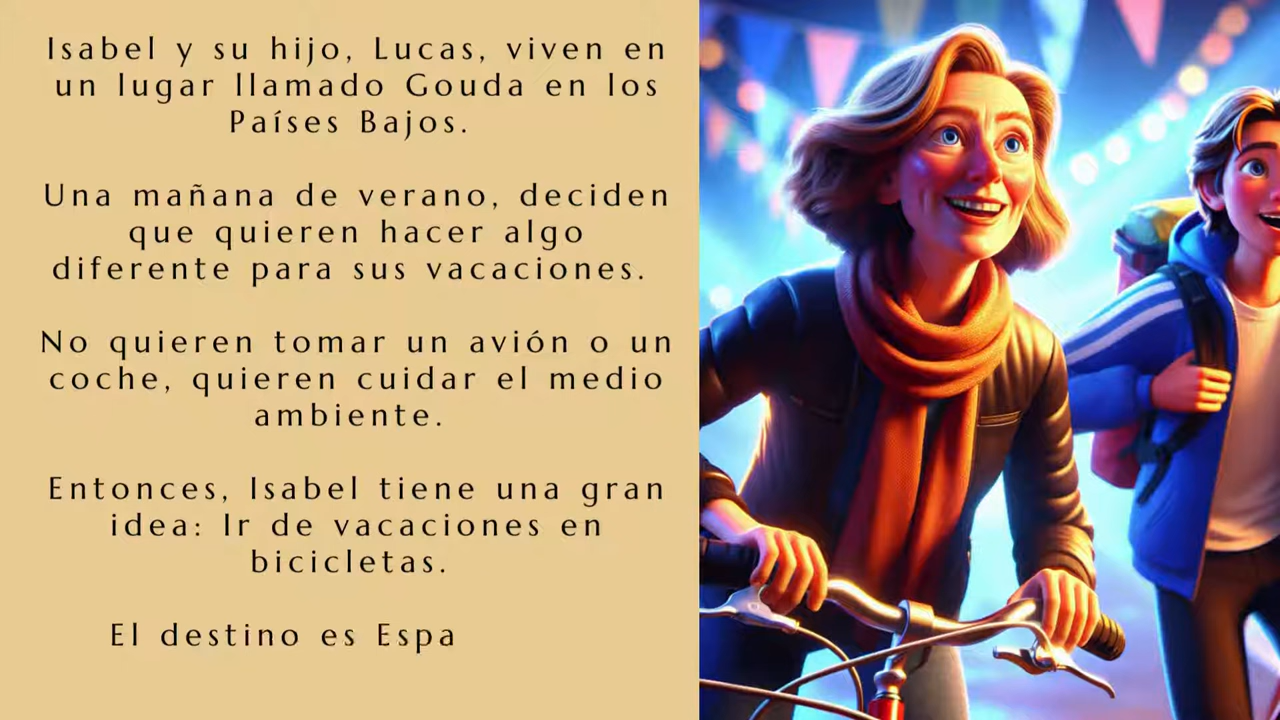 Isabel y su hijo, Lucas, viven en
un lugar llamado Gouda en los
Países Bajos.
Una mañana de verano, deciden
que quieren hacer algo
diferente para sus vacaciones.
No quieren tomar un avión o un
coche, quieren cuidar el medio
ambiente.
Entonces, Isabel tiene una gran
idea: Ir de vacaciones en
bicicletas.
El destino es Espa